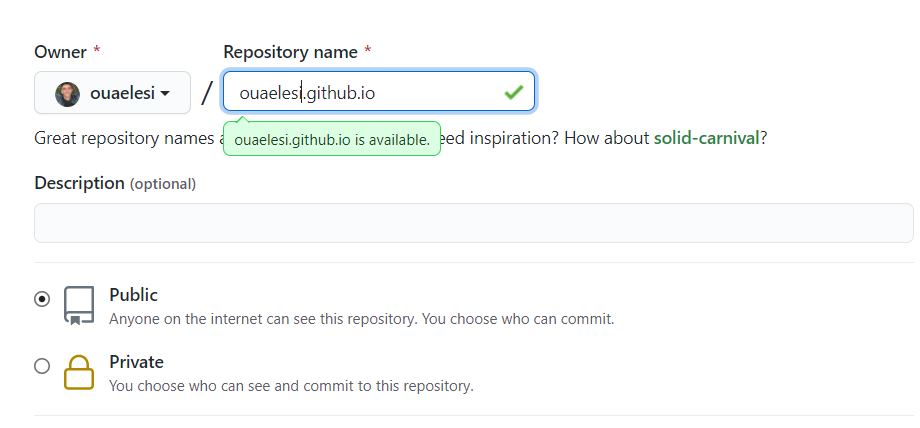 Owner *
Repository name *
ouaelesi
/
ouaelesi.github.io
Great repository names a
eed inspiration? How about solid-carnival?
ouaelesi.github.io is available.
Description (optional)
Public
Anyone on the internet can see this repository. You choose who can commit.
Private
You choose who can see and commit to this repository.